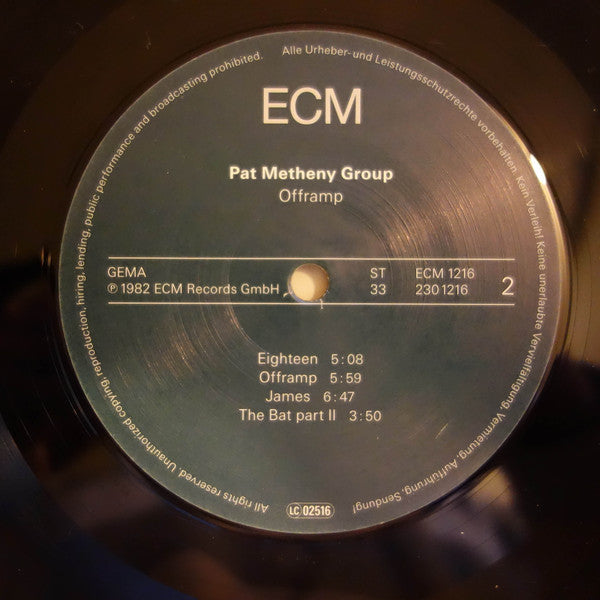 Alle Urheber- und Leistungsschutzrechte vorbehalten. Kein Verleih! Keine unerlaubte Vervielfältigung, Vermietung, Aufführung, Sendung!
ECM
Pat Metheny Group
Offramp
GEMA ST ECM 1216
℗ 1982 ECM Records GmbH 33 230 1216 2
Eighteen 5:08
Offramp 5:59
James 6:47
The Bat part II 3:50
LC 02516
All rights reserved. Unauthorized copying, reproduction, hiring, lending, public performance and broadcasting prohibited.